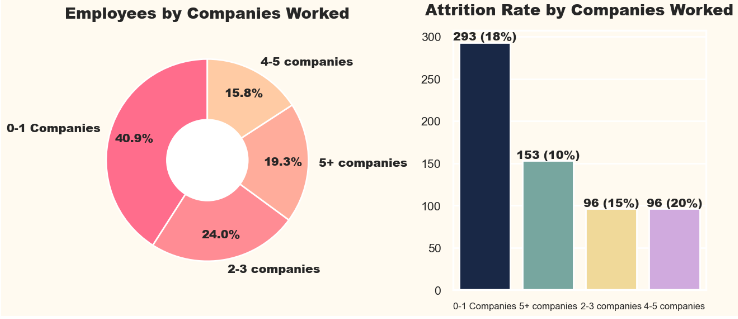 Employees by Companies Worked
4-5 companies
15.8%
0-1 Companies
40.9%
19.3%
5+ companies
24.0%
2-3 companies
Attrition Rate by Companies Worked
300
250
200
150
100
50
0
293 (18%)
153 (10%)
96 (15%)
96 (20%)
0-1 Companies
5+ companies
2-3 companies
4-5 companies